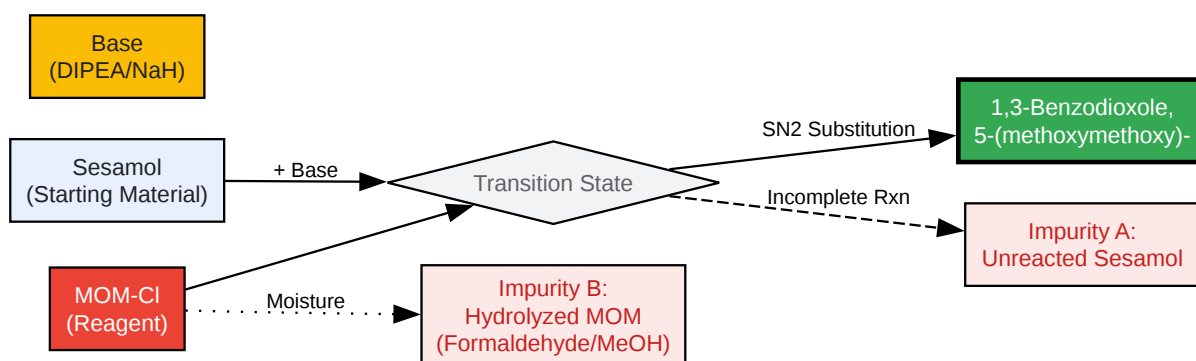 Base
(DIPEA/NaH)
Sesamol
(Starting Material)
+ Base
MOM-Cl
(Reagent)
Moisture
Transition State
SN2 Substitution
Incomplete Rxn
1,3-Benzodioxole,
5-(methoxymethoxy)-
Impurity A:
Unreacted Sesamol
Impurity B:
Hydrolyzed MOM
(Formaldehyde/MeOH)